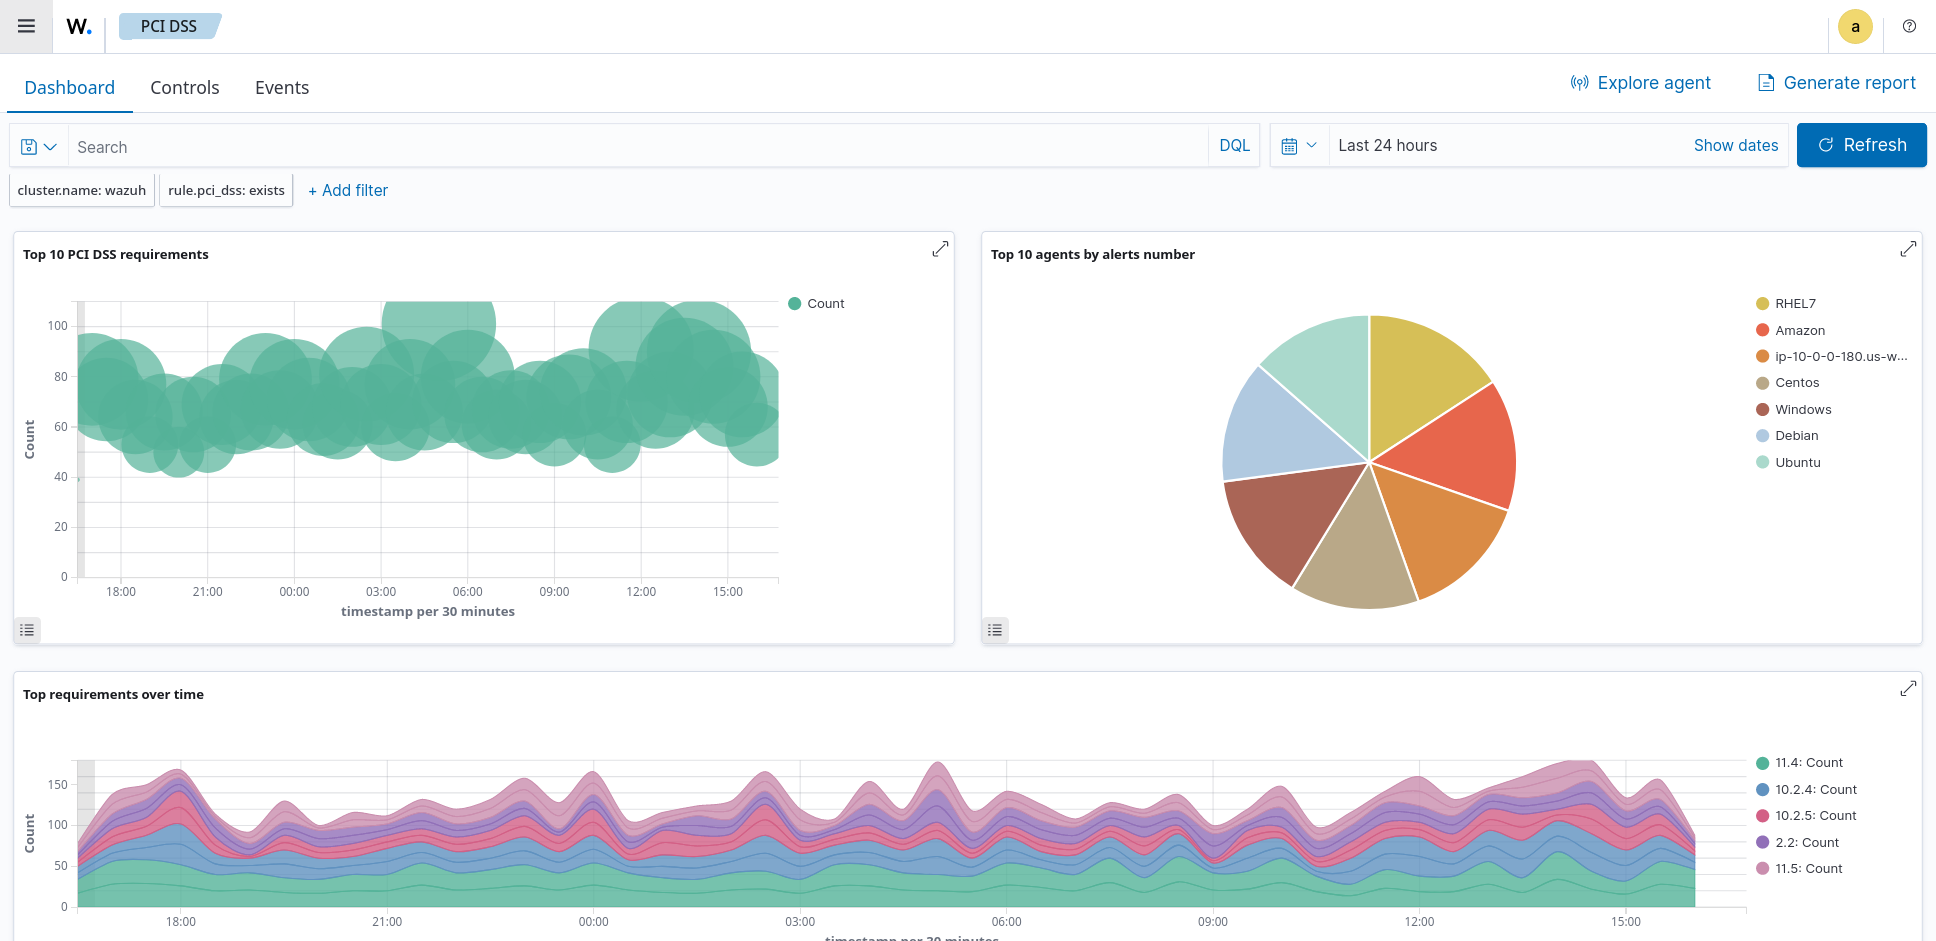 W. PCI DSS a
Dashboard Controls Events Explore agent Generate report
Search DQL Last 24 hours Show dates Refresh
cluster.name: wazuh rule.pci_dss: exists + Add filter
Top 10 PCI DSS requirements
Count
100
80
60
40
20
0
18:00 21:00 00:00 03:00 06:00 09:00 12:00 15:00
timestamp per 30 minutes
Count
Top 10 agents by alerts number
RHEL7
Amazon
ip-10-0-0-180.us-w...
Centos
Windows
Debian
Ubuntu
Top requirements over time
Count
150
100
50
0
18:00 21:00 00:00 03:00 06:00 09:00 12:00 15:00
timestamp per 30 minutes
11.4: Count
10.2.4: Count
10.2.5: Count
2.2: Count
11.5: Count